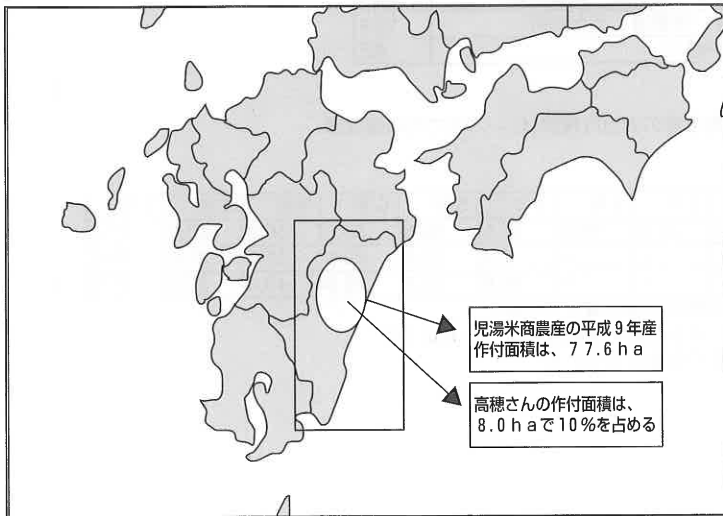 児湯米商農産の平成9年産
作付面積は、77.6ha
高穂さんの作付面積は、
8.0haで10%を占める